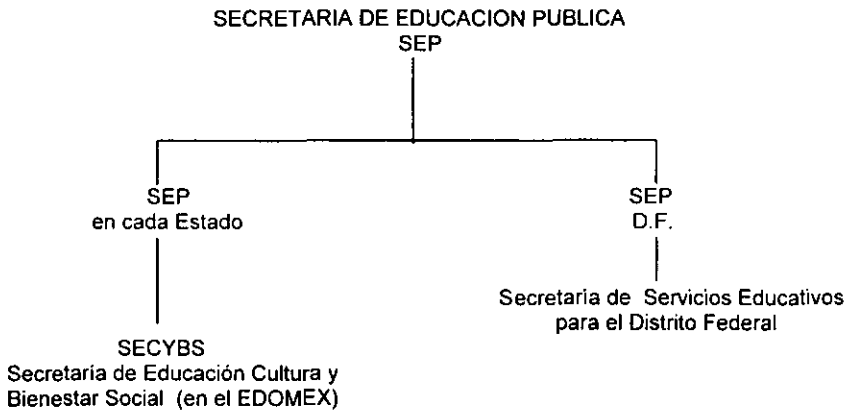 SECRETARIA DE EDUCACION PUBLICA
SEP
SEP
en cada Estado
SEP
D.F.
Secretaria de Servicios Educativos
para el Distrito Federal
SECYBS
Secretaría de Educación Cultura y
Bienestar Social (en el EDOMEX)